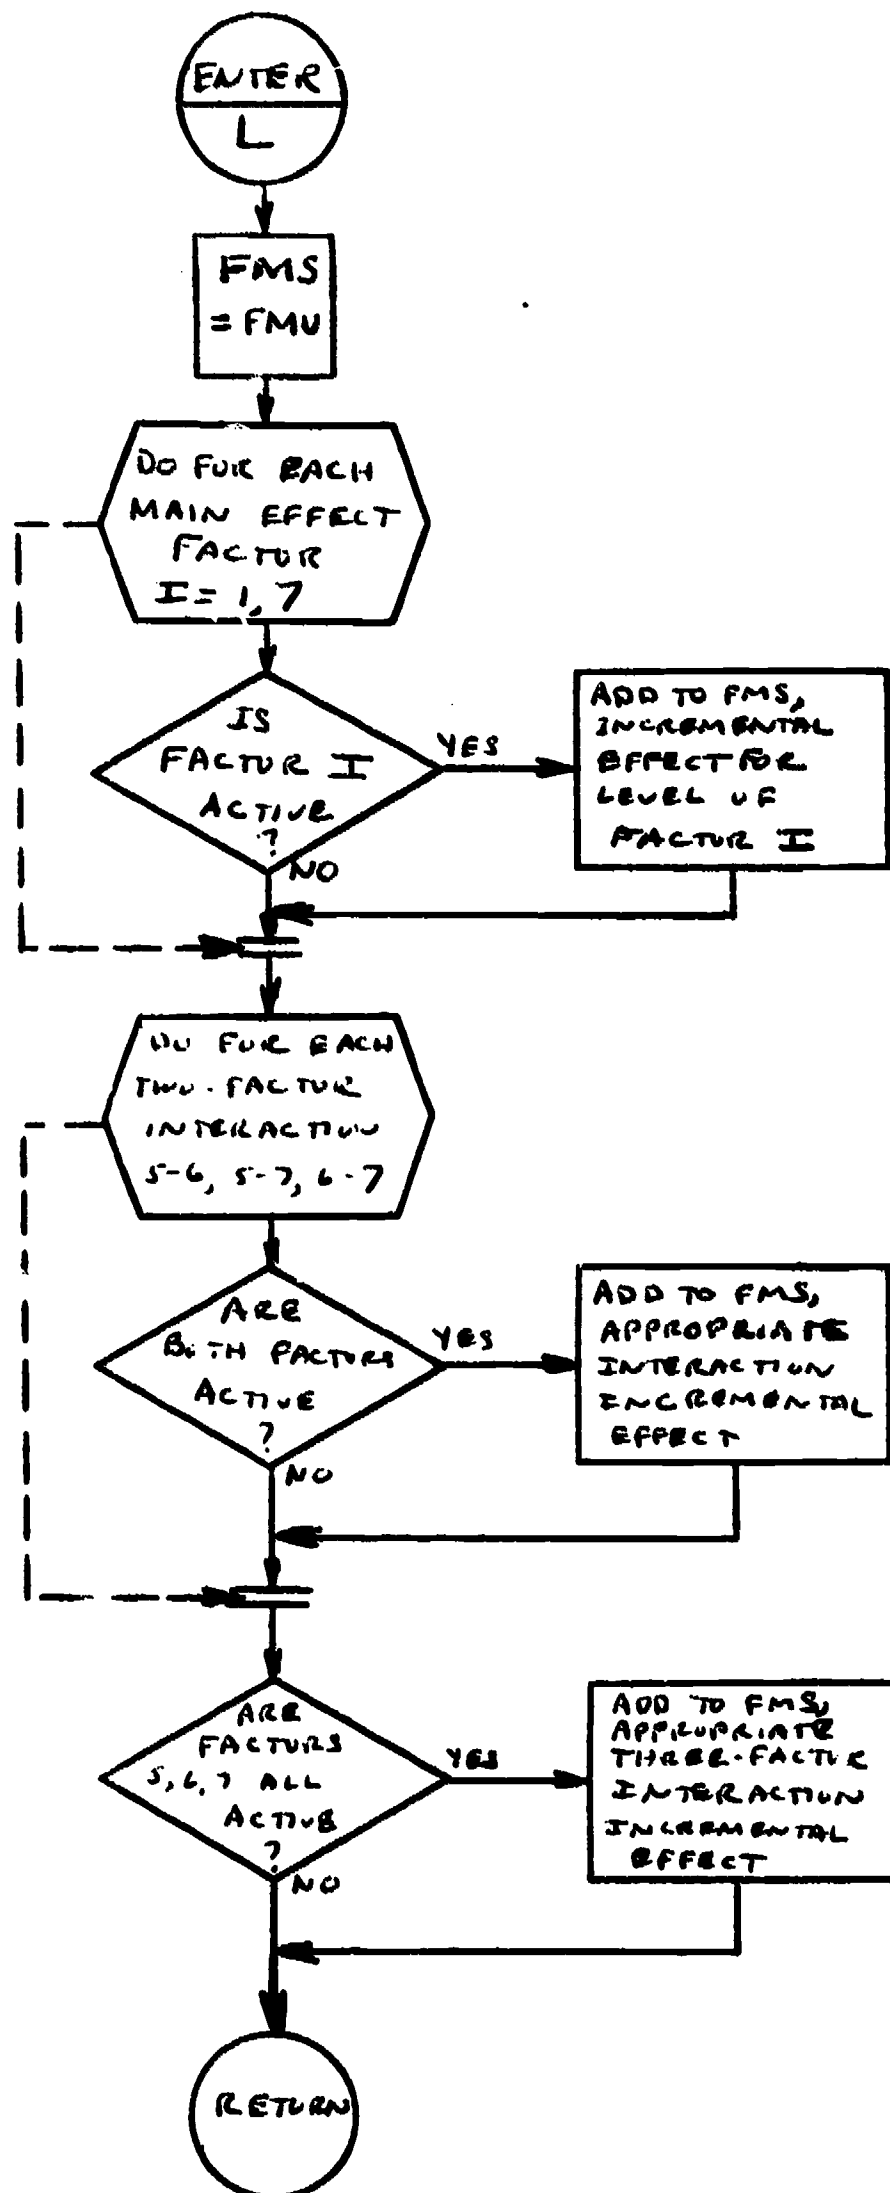 ENTER
L
FMS
= FMU
DO FOR EACH
MAIN EFFECT
FACTOR
I = 1, 7
IS
FACTOR I
ACTIVE
?
YES
NO
ADD TO FMS,
INCREMENTAL
EFFECT FOR
LEVEL OF
FACTOR I
DO FOR EACH
TWO-FACTOR
INTERACTION
5-6, 5-7, 6-7
ARE
BOTH FACTORS
ACTIVE
?
YES
NO
ADD TO FMS,
APPROPRIATE
INTERACTION
INCREMENTAL
EFFECT
ARE
FACTORS
5, 6, 7 ALL
ACTIVE
?
YES
NO
ADD TO FMS,
APPROPRIATE
THREE-FACTOR
INTERACTION
INCREMENTAL
EFFECT
RETURN